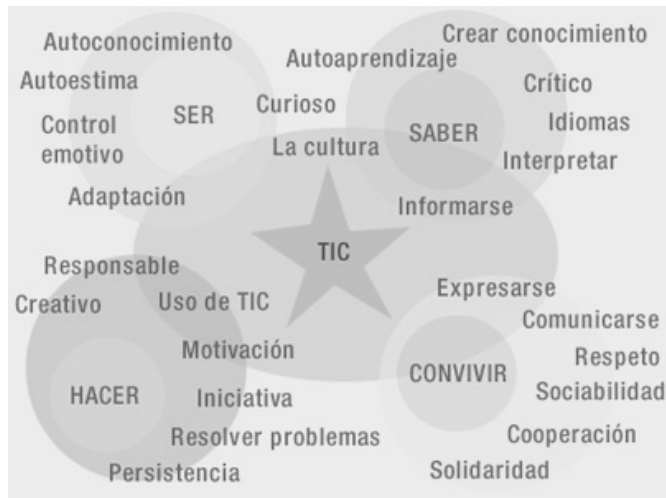 Autoconocimiento
Autoestima
SER
Control
emotivo
Adaptación
Curioso
La cultura
Autoaprendizaje
Crear conocimiento
Crítico
SABER
Idiomas
Interpretar
Informarse
TIC
Responsable
Creativo
Uso de TIC
Motivación
HACER
Iniciativa
Resolver problemas
Persistencia
Expresarse
Comunicarse
Respeto
CONVIVIR
Sociabilidad
Cooperación
Solidaridad